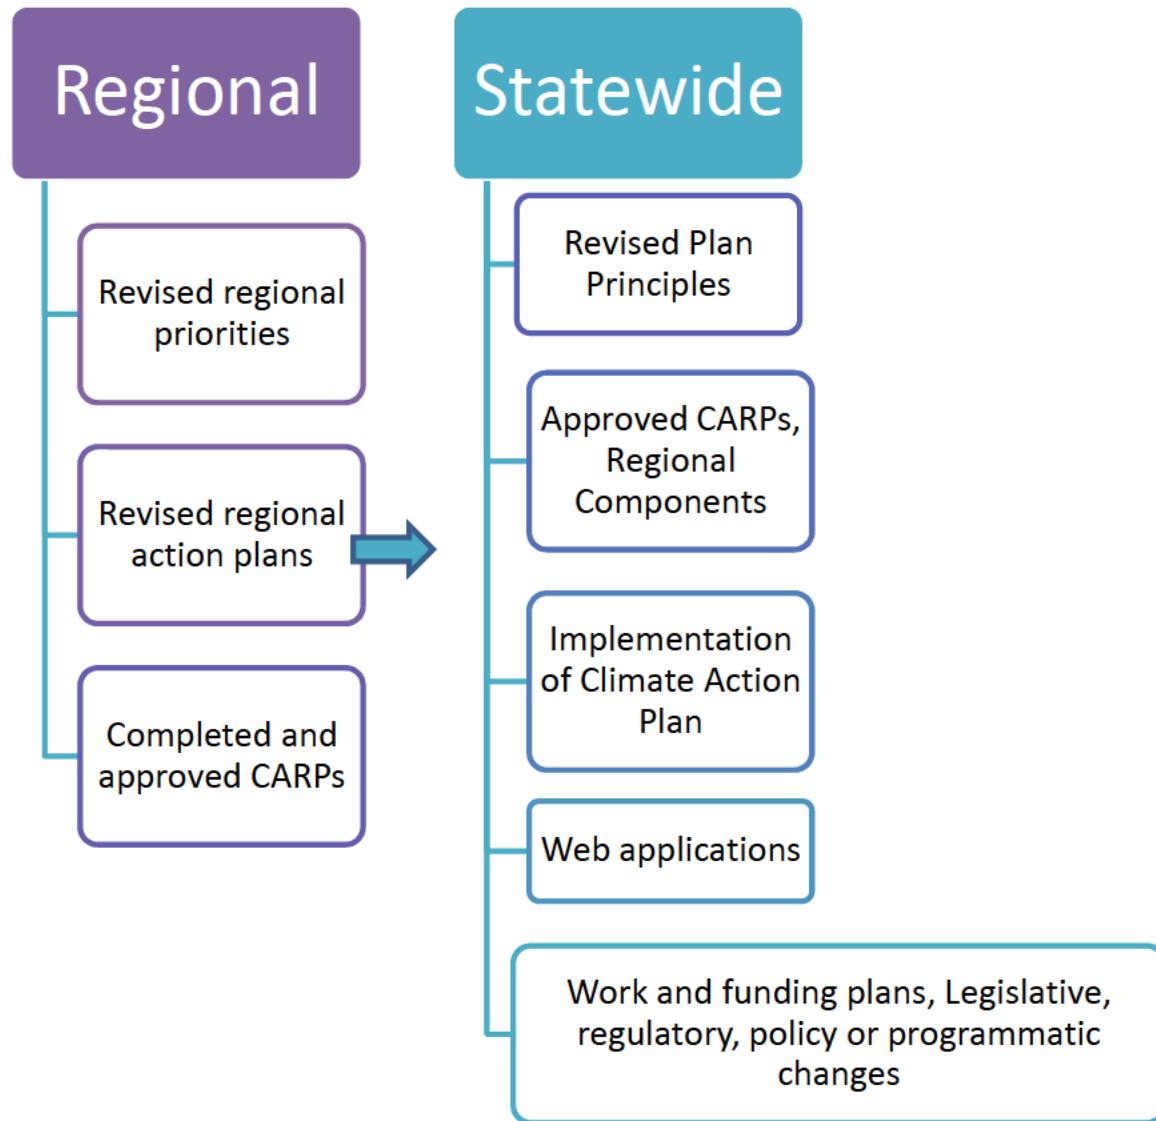 Regional
Revised regional
priorities
Revised regional
action plans
Completed and
approved CARPs
Statewide
Revised Plan
Principles
Approved CARPs,
Regional
Components
Implementation
of Climate Action
Plan
Web applications
Work and funding plans, Legislative,
regulatory, policy or programmatic
changes